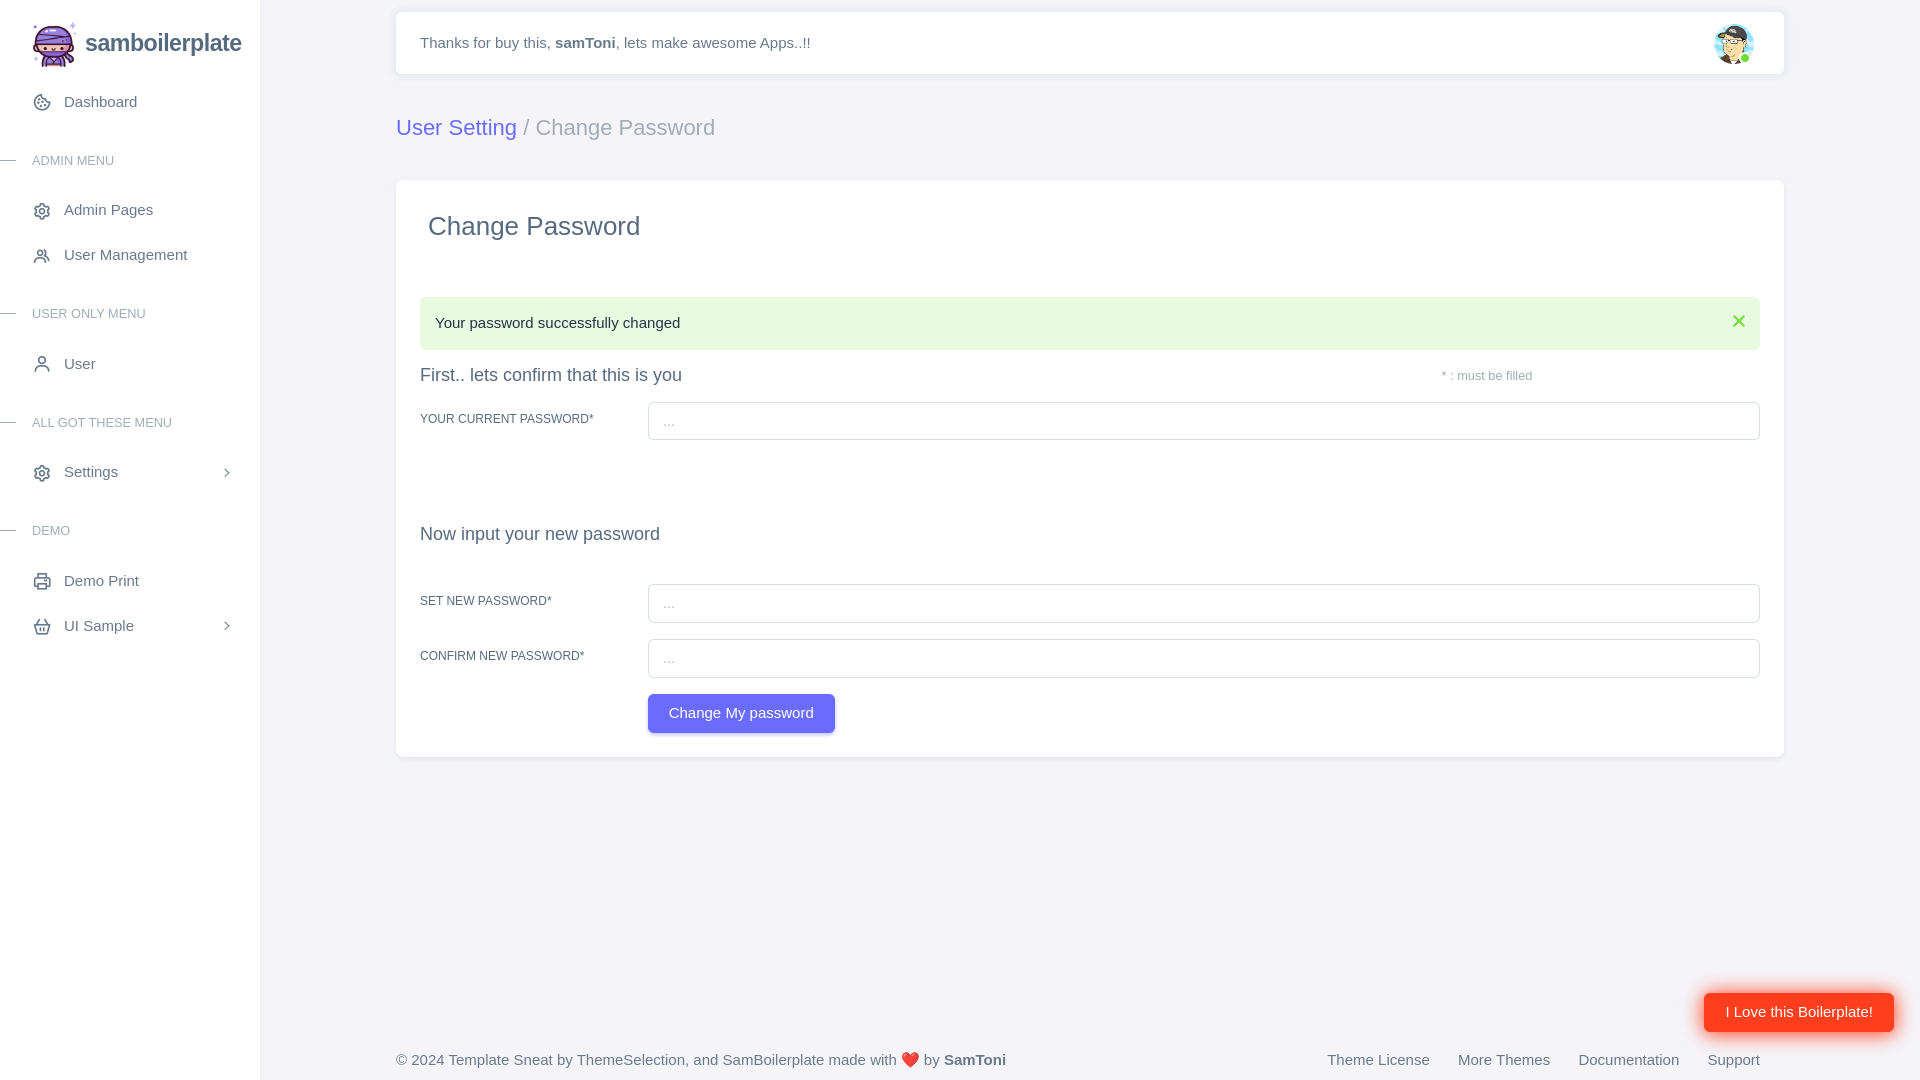 samboilerplate
Dashboard
ADMIN MENU
Admin Pages
User Management
USER ONLY MENU
User
ALL GOT THESE MENU
Settings
DEMO
Demo Print
UI Sample
Thanks for buy this, samToni, lets make awesome Apps..!!
User Setting / Change Password
Change Password
Your password successfully changed
First.. lets confirm that this is you
* : must be filled
YOUR CURRENT PASSWORD*
...
Now input your new password
SET NEW PASSWORD*
...
CONFIRM NEW PASSWORD*
...
Change My password
I Love this Boilerplate!
© 2024 Template Sneat by ThemeSelection, and SamBoilerplate made with ❤️ by SamToni
Theme License More Themes Documentation Support